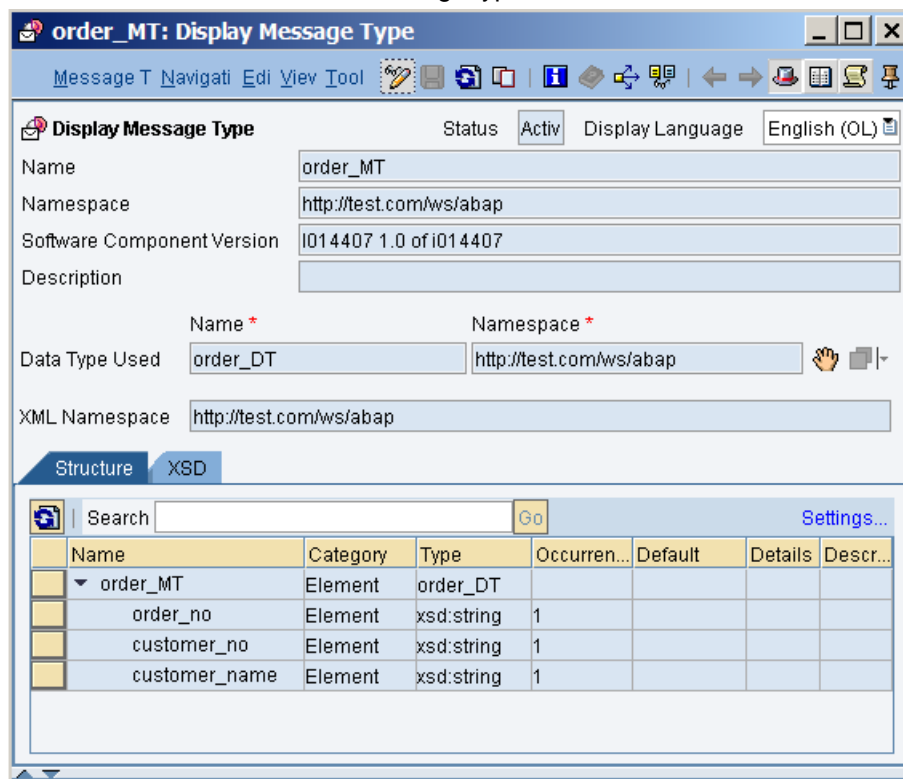 order_MT: Display Message Type
Message T Navigati Edi Viev Tool
Display Message Type Status Activ Display Language English (OL)
Name order_MT
Namespace http://test.com/ws/abap
Software Component Version I014407 1.0 of i014407
Description
Name * Namespace *
Data Type Used order_DT http://test.com/ws/abap
XML Namespace http://test.com/ws/abap
Structure XSD
Search Go Settings...
Name Category Type Occurren... Default Details Descr...
order_MT Element order_DT
order_no Element xsd:string 1
customer_no Element xsd:string 1
customer_name Element xsd:string 1